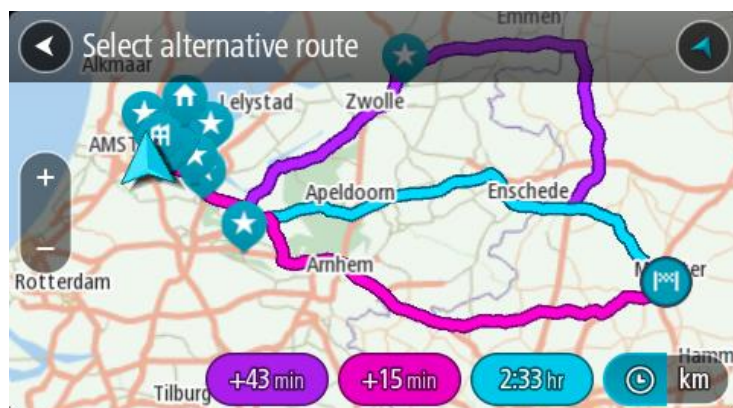 Emmen
Select alternative route
Alkmaar
Lelystad
Zwolle
+
Apeldoorn
Enschede
−
Arnhem
Rotterdam
Tilburg
+43 min
+15 min
2:33 hr
km